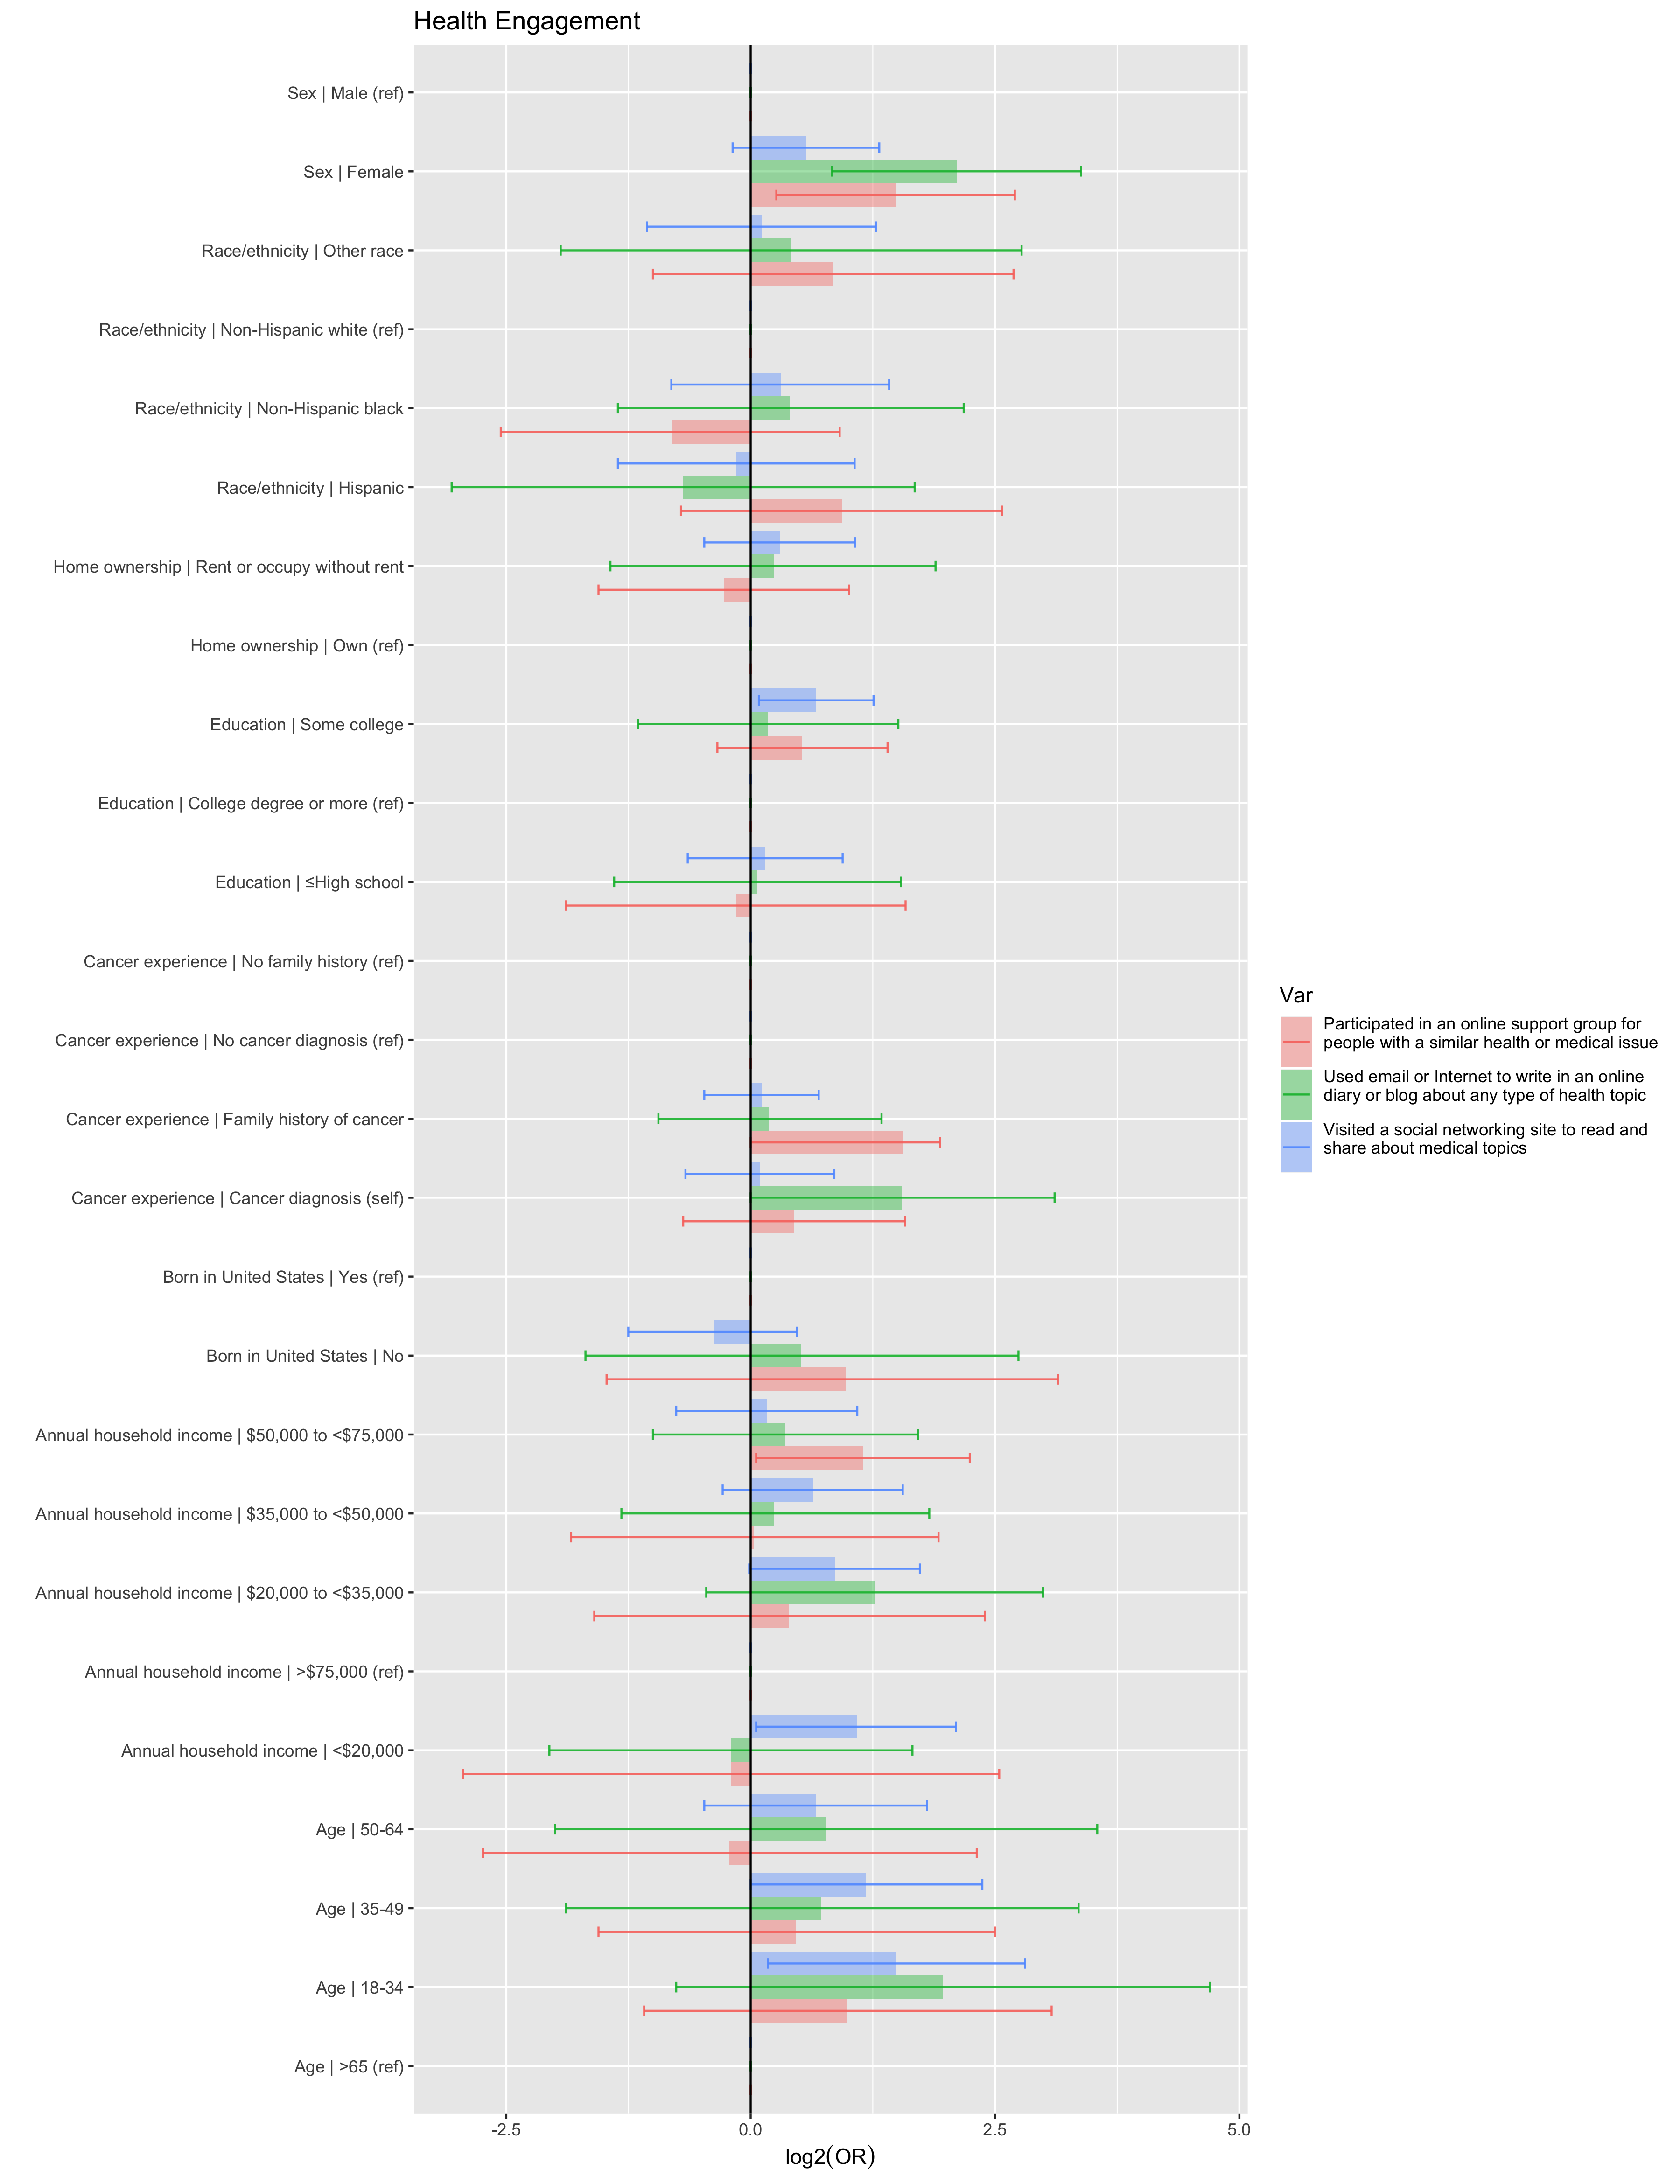 Health Engagement
Sex | Male (ref)
Sex | Female
Race/ethnicity | Other race
Race/ethnicity | Non-Hispanic white (ref)
Race/ethnicity | Non-Hispanic black
Race/ethnicity | Hispanic
Home ownership | Rent or occupy without rent
Home ownership | Own (ref)
Education | Some college
Education | College degree or more (ref)
Education | ≤High school
Cancer experience | No family history (ref)
Cancer experience | No cancer diagnosis (ref)
Cancer experience | Family history of cancer
Cancer experience | Cancer diagnosis (self)
Born in United States | Yes (ref)
Born in United States | No
Annual household income | $50,000 to <$75,000
Annual household income | $35,000 to <$50,000
Annual household income | $20,000 to <$35,000
Annual household income | >$75,000 (ref)
Annual household income | <$20,000
Age | 50-64
Age | 35-49
Age | 18-34
Age | >65 (ref)
-2.5 0.0 2.5 5.0
log2(OR)
Var
Participated in an online support group for
people with a similar health or medical issue
Used email or Internet to write in an online
diary or blog about any type of health topic
Visited a social networking site to read and
share about medical topics